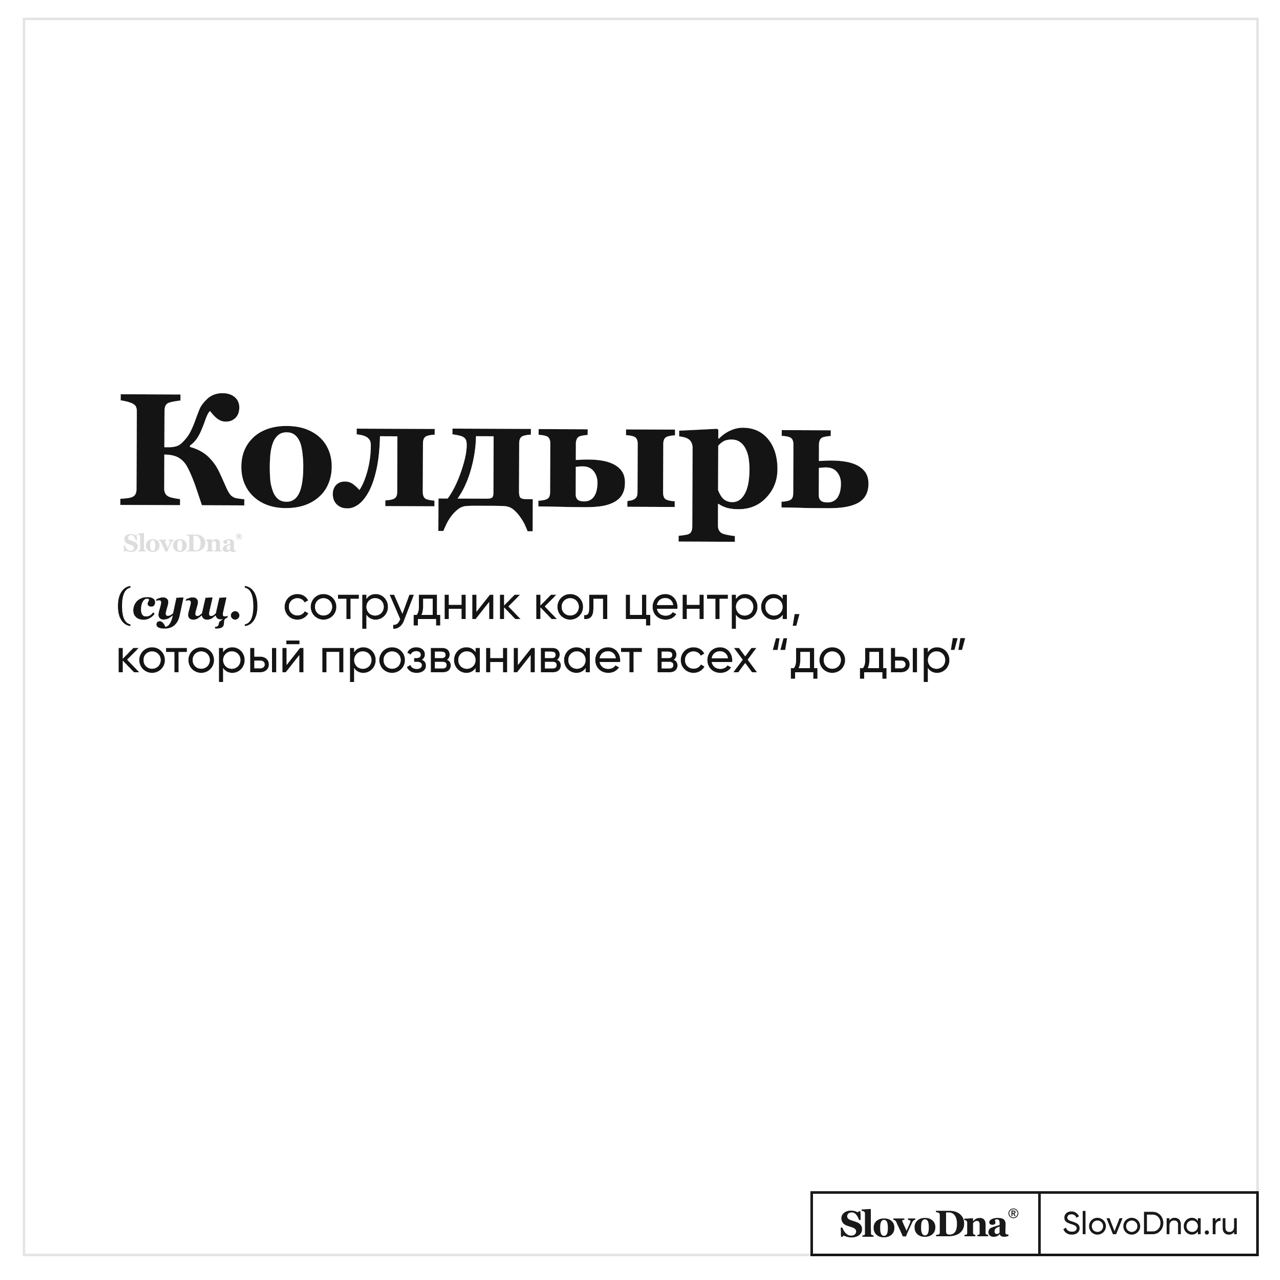 Колдырь
SlovoDna®
(сущ.) сотрудник кол центра,
который прозванивает всех “до дыр”
SlovoDna® SlovoDna.ru